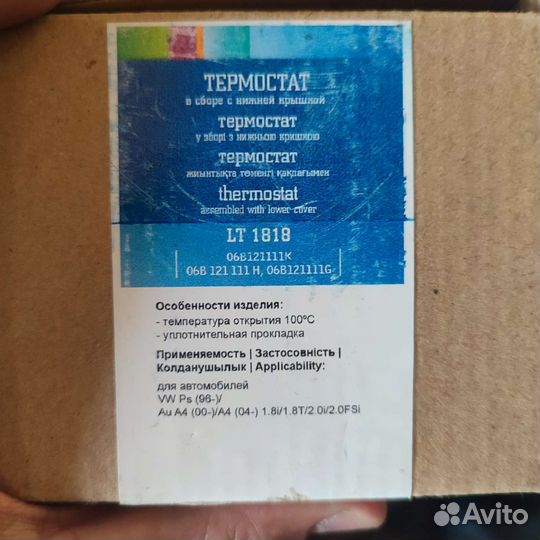 ТЕРМОСТАТ
в сборе с нижней крышкой
термостат
у зборі з нижньою кришкою
термостат
жиынтықта төменгі қақпағымен
thermostat
assembled with lower cover
LT 1818
06B121111K
06B 121 111 H, 06B121111G
Особенности изделия:
- температура открытия 100°С
- уплотнительная прокладка
Применяемость | Застосовність |
Колданушылык | Applicability:
для автомобилей
VW Ps (96-)/
Au A4 (00-)/A4 (04-) 1.8i/1.8T/2.0i/2.0FSi
Avito